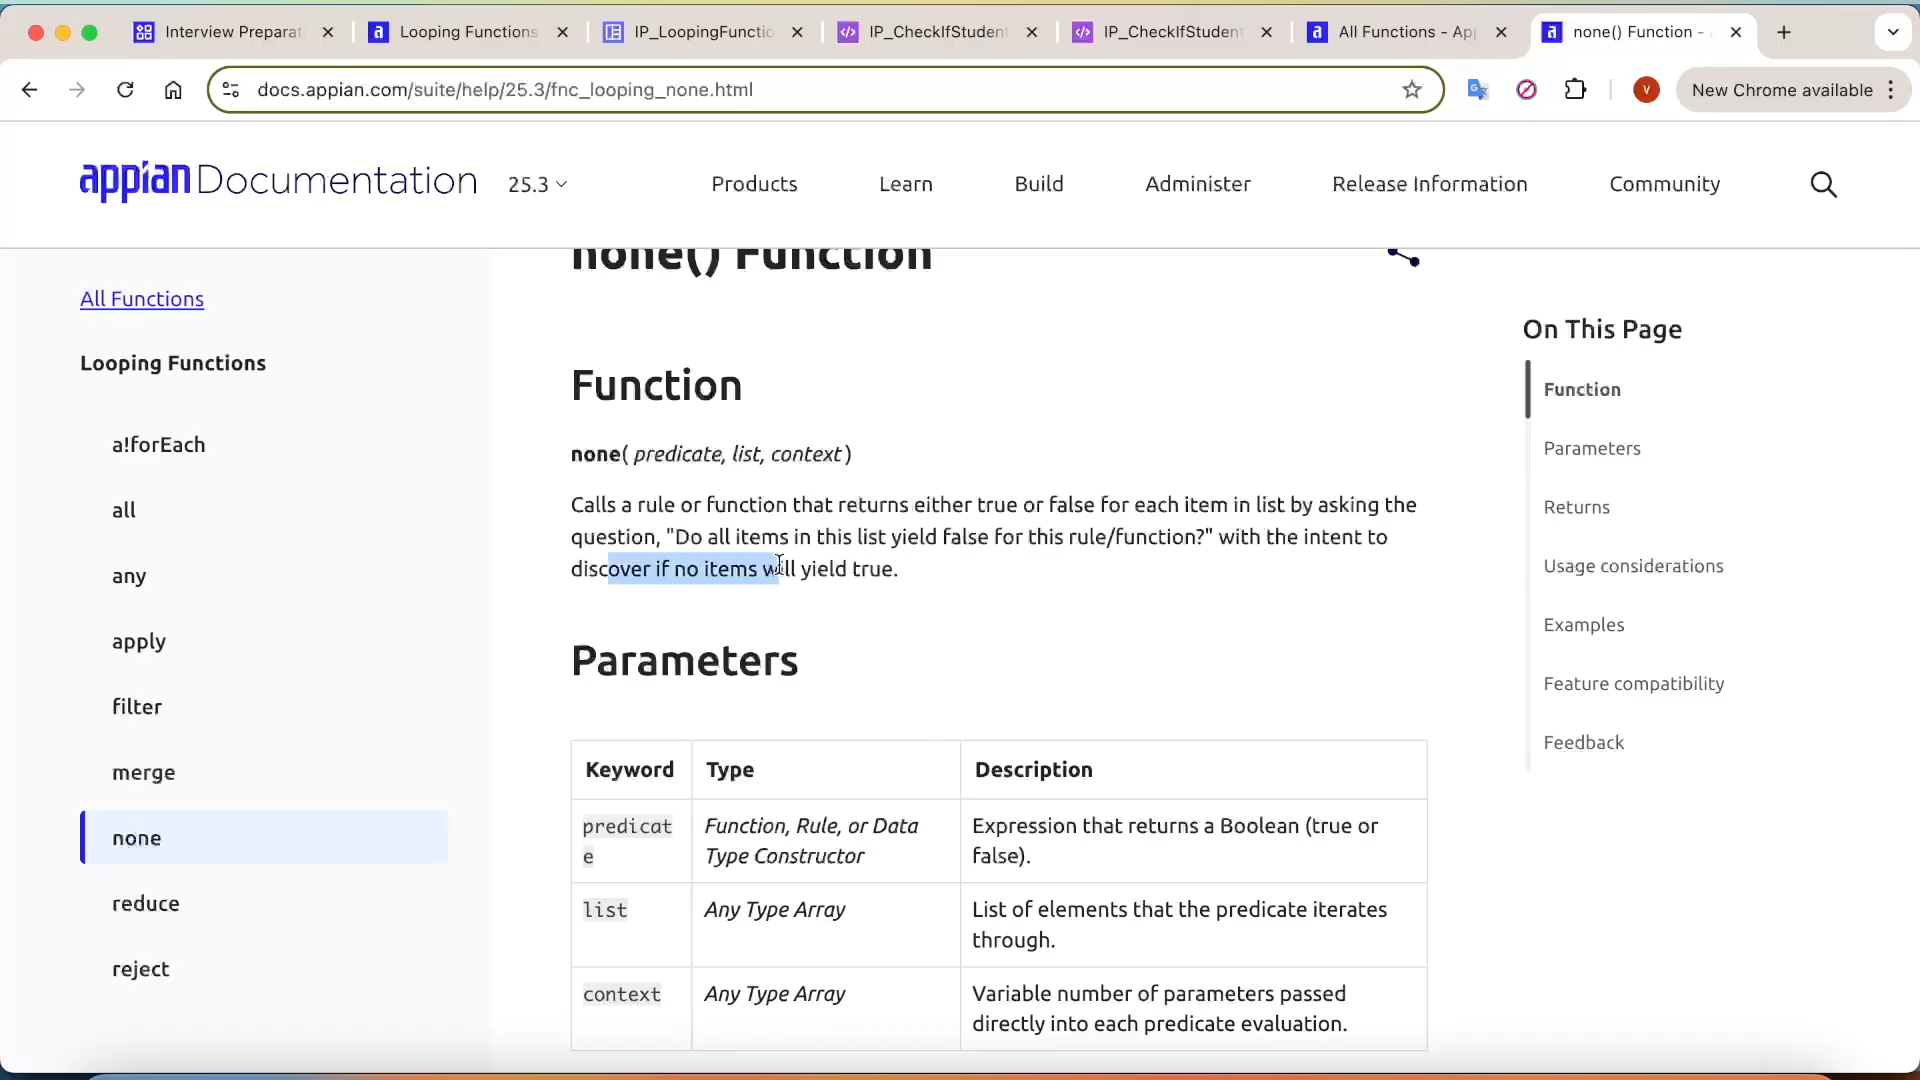 Interview Preparat
Looping Functions
IP_LoopingFunctio
IP_CheckIfStuden
IP_CheckIfStudent
All Functions - App
none() Function -
docs.appian.com/suite/help/25.3/fnc_looping_none.html
V
New Chrome available
appian Documentation
25.3
Products
Learn
Build
Administer
Release Information
Community
none() Function
All Functions
Looping Functions
a!forEach
all
any
apply
filter
merge
none
reduce
reject
Function
none( predicate, list, context )
Calls a rule or function that returns either true or false for each item in list by asking the
question, "Do all items in this list yield false for this rule/function?" with the intent to
discover if no items will yield true.
Parameters
Keyword Type Description
predicat
e
Function, Rule, or Data
Type Constructor
Expression that returns a Boolean (true or
false).
list
Any Type Array
List of elements that the predicate iterates
through.
context
Any Type Array
Variable number of parameters passed
directly into each predicate evaluation.
On This Page
Function
Parameters
Returns
Usage considerations
Examples
Feature compatibility
Feedback